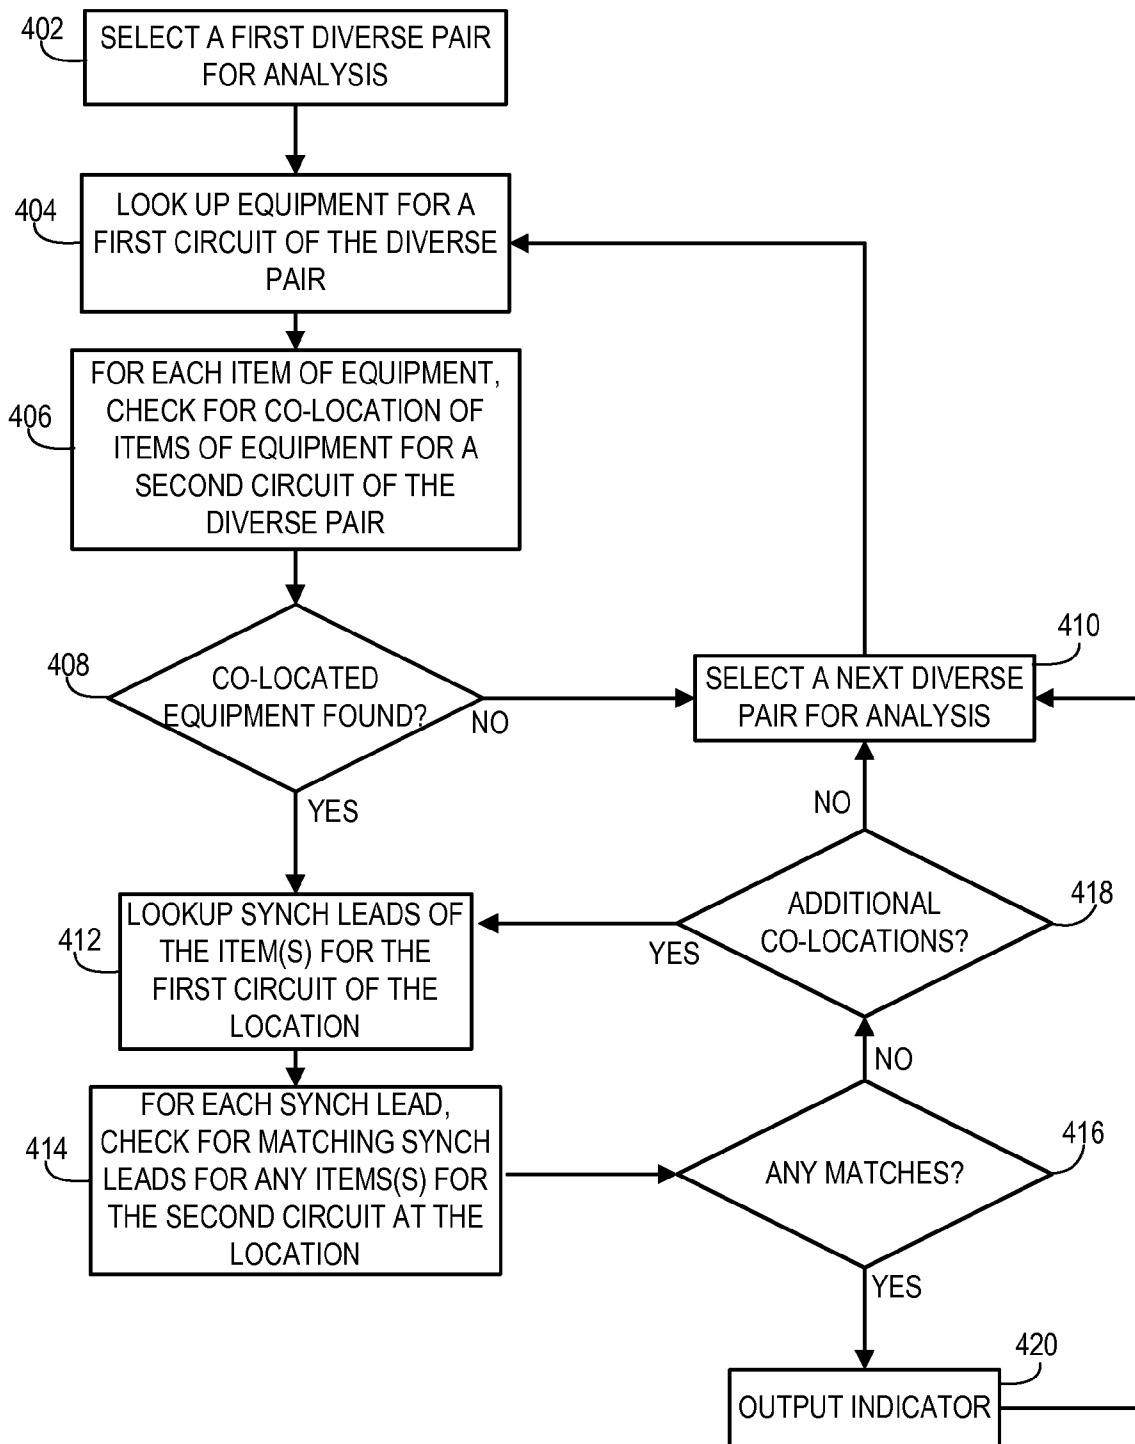 402
SELECT A FIRST DIVERSE PAIR
FOR ANALYSIS
404
LOOK UP EQUIPMENT FOR A
FIRST CIRCUIT OF THE DIVERSE
PAIR
406
FOR EACH ITEM OF EQUIPMENT,
CHECK FOR CO-LOCATION OF
ITEMS OF EQUIPMENT FOR A
SECOND CIRCUIT OF THE
DIVERSE PAIR
408
CO-LOCATED
EQUIPMENT FOUND?
NO
YES
410
SELECT A NEXT DIVERSE
PAIR FOR ANALYSIS
412
LOOKUP SYNCH LEADS OF
THE ITEM(S) FOR THE
FIRST CIRCUIT OF THE
LOCATION
414
FOR EACH SYNCH LEAD,
CHECK FOR MATCHING SYNCH
LEADS FOR ANY ITEMS(S) FOR
THE SECOND CIRCUIT AT THE
LOCATION
NO
418
ADDITIONAL
CO-LOCATIONS?
YES
NO
416
ANY MATCHES?
YES
420
OUTPUT INDICATOR